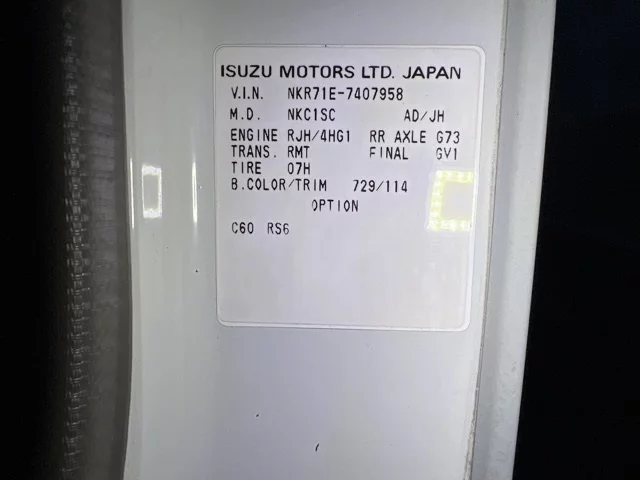 ISUZU MOTORS LTD. JAPAN
V.I.N. NKR71E-7407958
M.D. NKC1SC AD/JH
ENGINE RJH/4HG1 RR AXLE G73
TRANS. RMT FINAL GV1
TIRE 07H
B.COLOR/TRIM 729/114
OPTION
C60 RS6